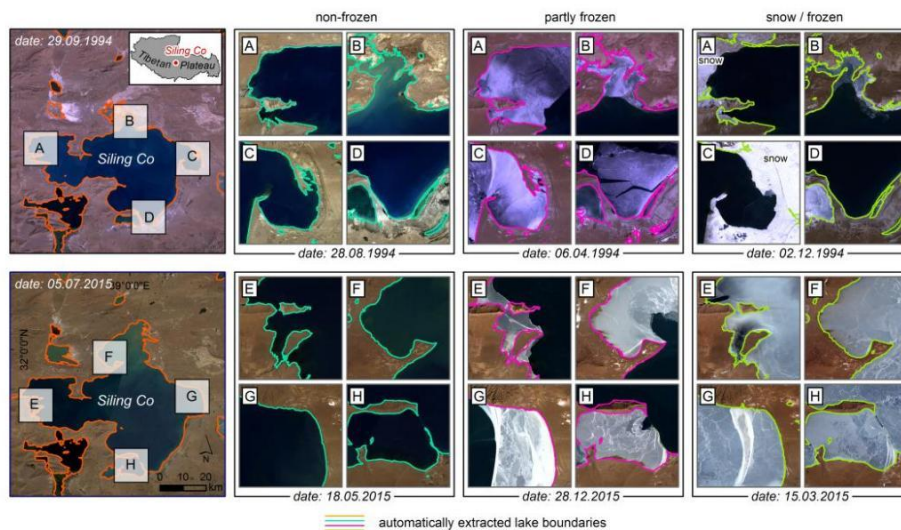 non-frozen
partly frozen
snow / frozen
date: 29.09.1994
Siling Co
Tibetan Plateau
A
B
Siling Co
C
D
A
B
C
D
date: 28.08.1994
A
B
C
D
date: 06.04.1994
A
snow
B
C
snow
D
date: 02.12.1994
date: 05.07.2015
32°0'0"N
F
E
Siling Co
G
H
N
0
10
20
km
E
F
G
H
date: 18.05.2015
E
F
G
H
date: 28.12.2015
E
F
G
H
date: 15.03.2015
automatically extracted lake boundaries